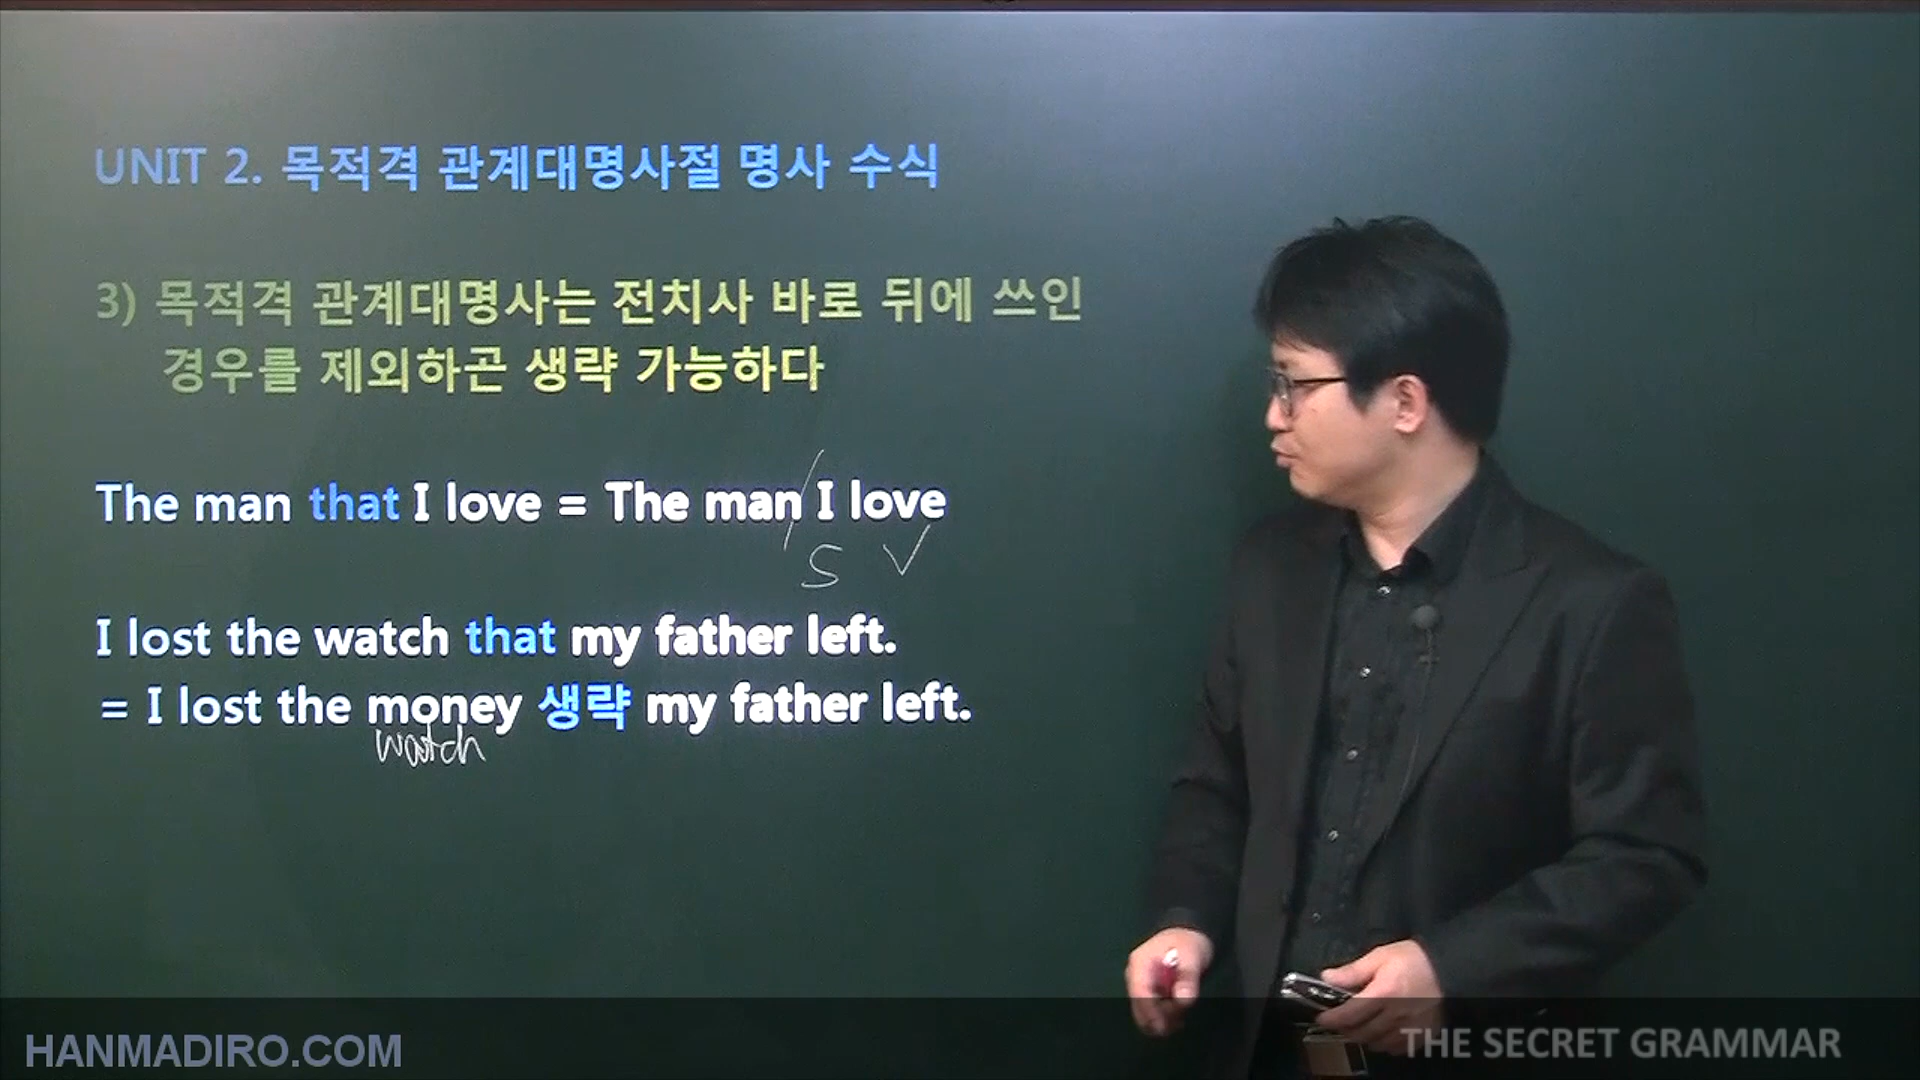 UNIT 2. 목적격 관계대명사절 명사 수식
3) 목적격 관계대명사는 전치사 바로 뒤에 쓰인
경우를 제외하곤 생략 가능하다
The man that I love = The man / I love
S V
I lost the watch that my father left.
= I lost the money 생략 my father left.
watch
HANMADIRO.COM
THE SECRET GRAMMAR